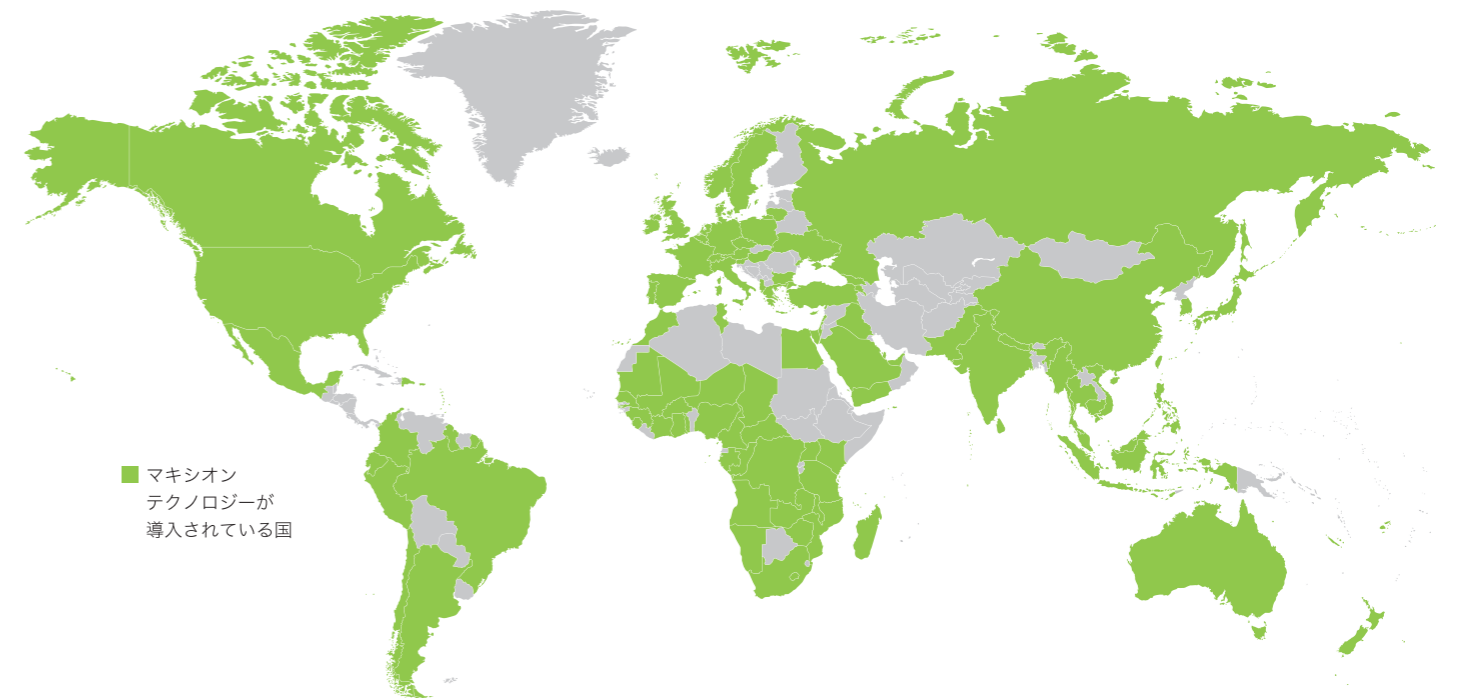 マキシオン
テクノロジーが
導入されている国